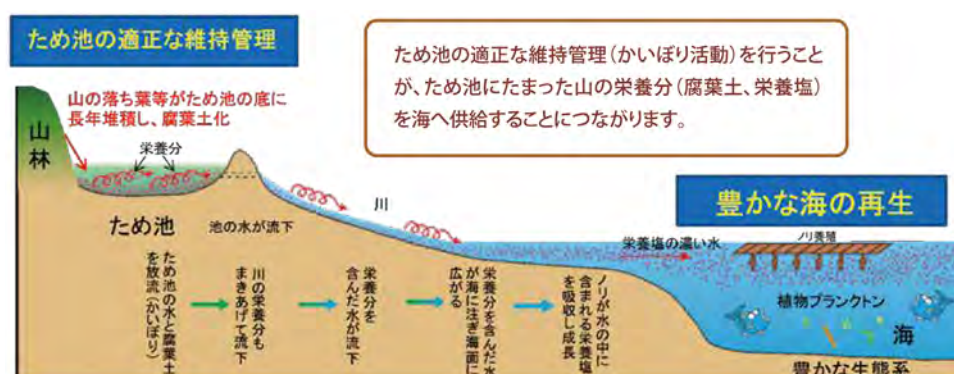 ため池の適正な維持管理
ため池の適正な維持管理（かいぼり活動）を行うこと
が、ため池にたまった山の栄養分（腐葉土、栄養塩）
を海へ供給することにつながります。
山の落ち葉等がため池の底に
長年堆積し、腐葉土化
山林
栄養分
ため池
池の水が流下
川
豊かな海の再生
栄養塩の濃い水
ノリ養殖
植物プランクトン
海
豊かな生態系
ため池の水と腐葉土
を放流（かいぼり）
川の栄養分も
まきあげて流下
栄養分を
含んだ水が流下
栄養分を含んだ水
が海に注ぎ海面に
広がる
ノリが水の中に
含まれる栄養塩
を吸収し成長